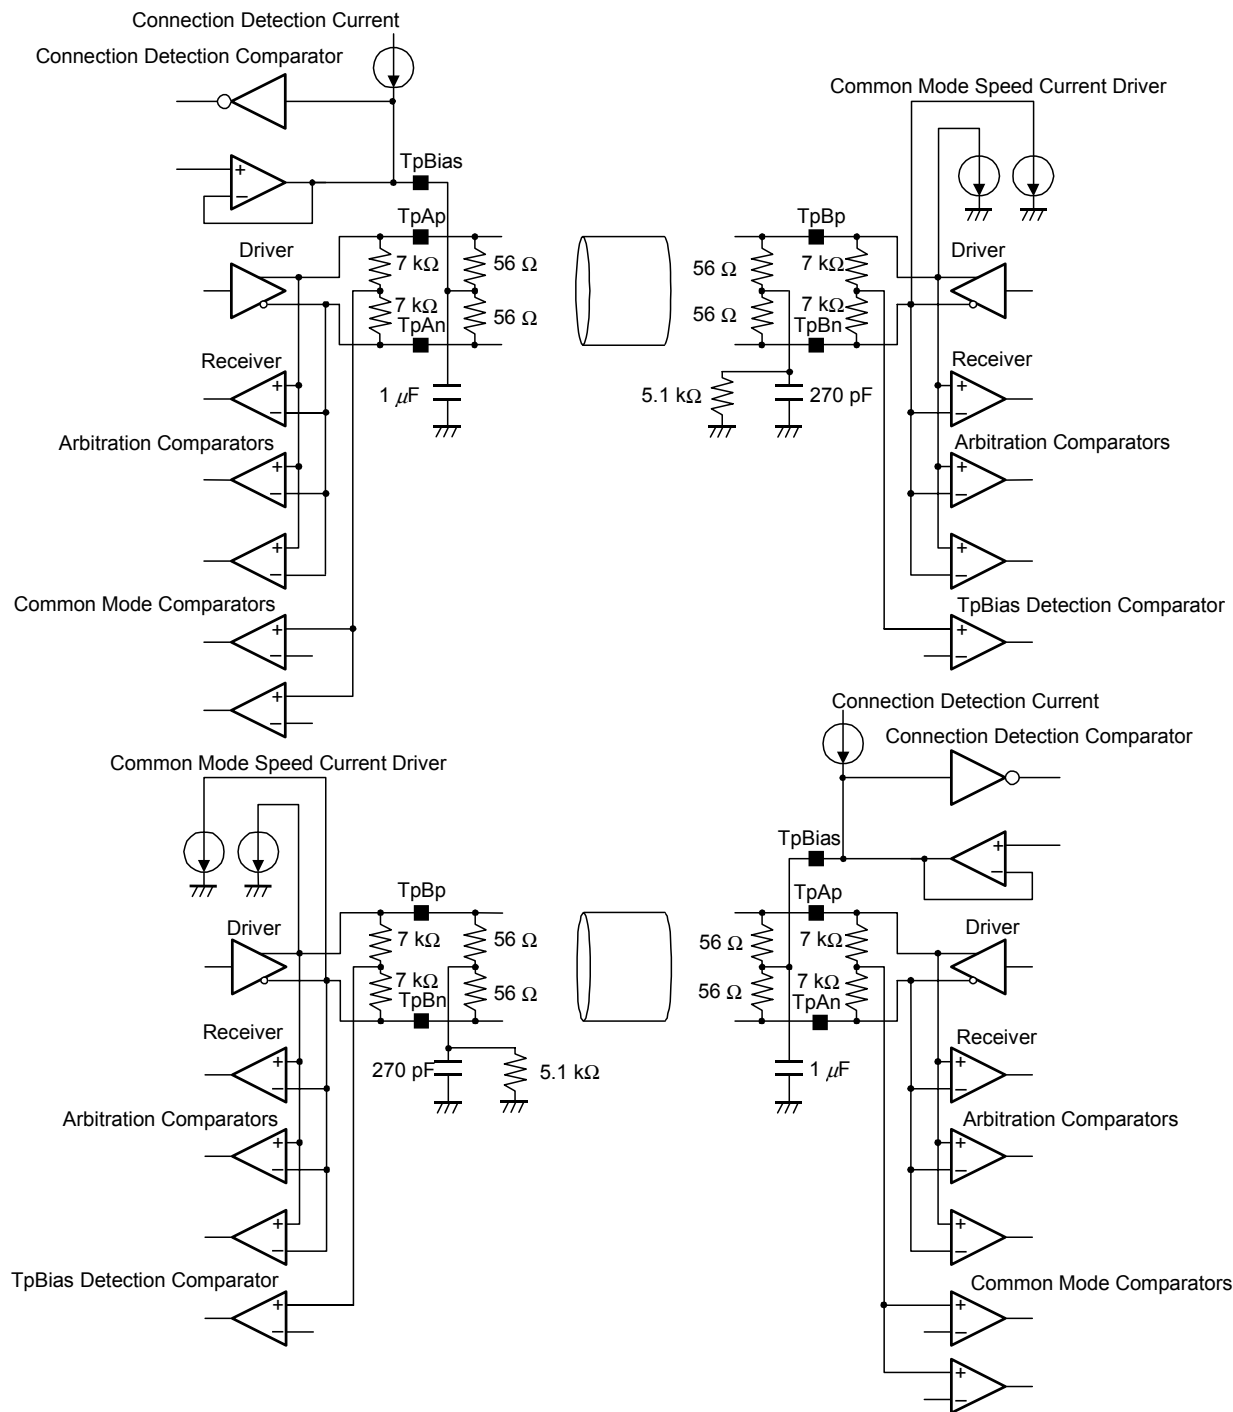 Connection Detection Current
Connection Detection Comparator
Common Mode Speed Current Driver
+
−
TpBias
TpAp
TpBp
Driver
7 kΩ
56 Ω
56 Ω
7 kΩ
Driver
7 kΩ
56 Ω
56 Ω
7 kΩ
TpAn
TpBn
Receiver
+
−
1 μF
5.1 kΩ
270 pF
Receiver
+
−
Arbitration Comparators
+
−
Arbitration Comparators
+
−
+
−
+
−
Common Mode Comparators
+
−
TpBias Detection Comparator
+
−
+
−
Connection Detection Current
Connection Detection Comparator
Common Mode Speed Current Driver
TpBias
+
−
TpBp
TpAp
Driver
7 kΩ
56 Ω
56 Ω
7 kΩ
Driver
7 kΩ
56 Ω
56 Ω
7 kΩ
TpBn
TpAn
Receiver
+
−
270 pF
5.1 kΩ
1 μF
Receiver
+
−
Arbitration Comparators
+
−
Arbitration Comparators
+
−
+
−
+
−
TpBias Detection Comparator
+
−
Common Mode Comparators
+
−
+
−